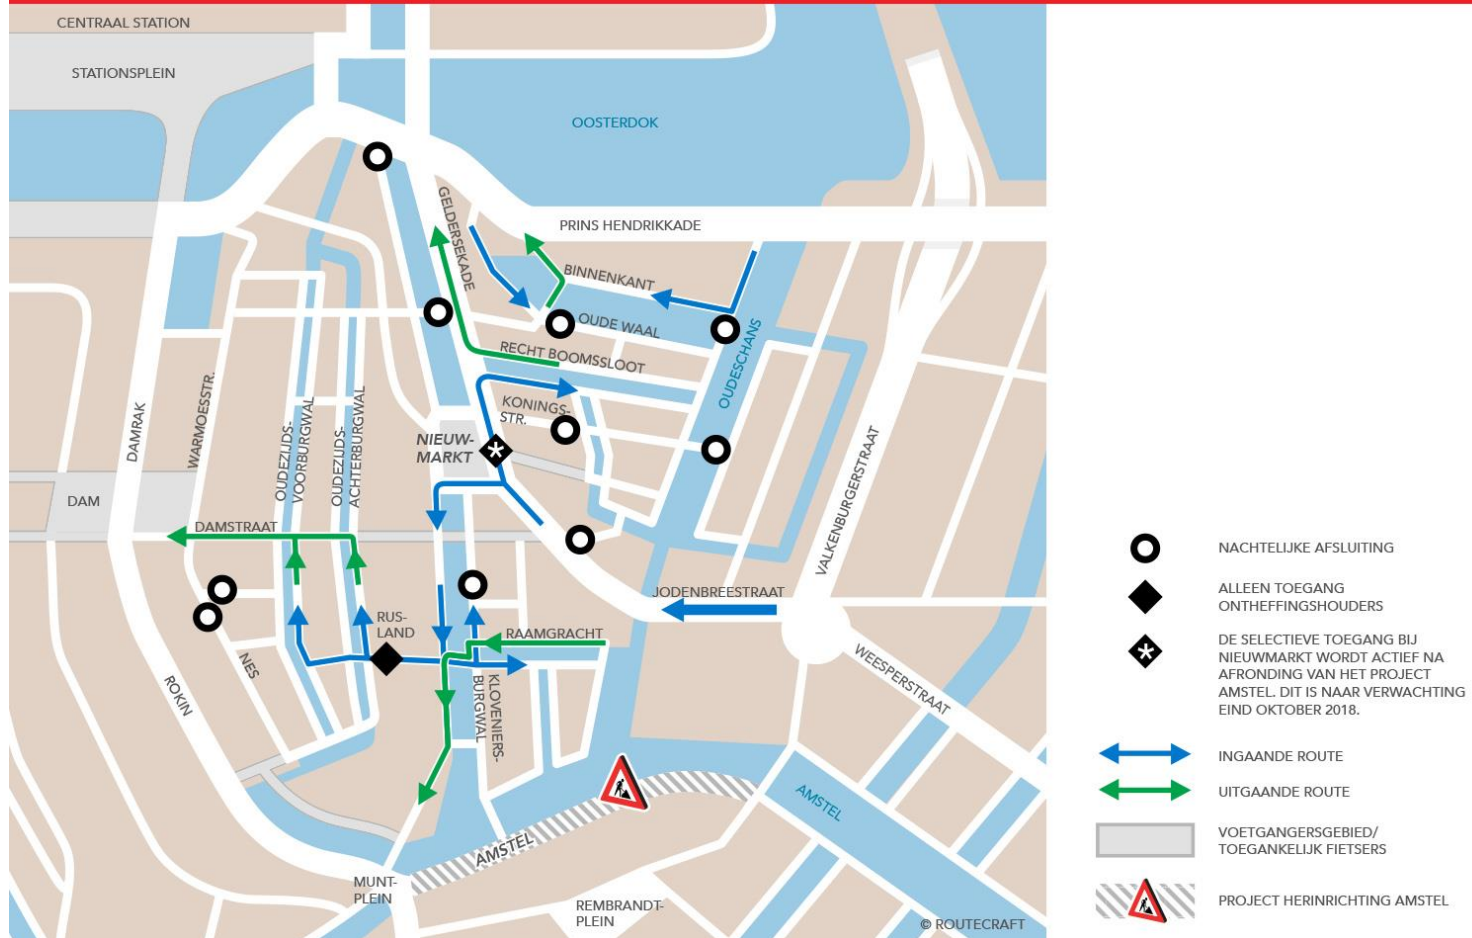 CENTRAAL STATION
STATIONSPLEIN
OOSTERDOK
GELDERSEKADE
PRINS HENDRIKKADE
BINNENKANT
OUDE WAAL
RECHT BOOMSSLOOT
OUDESCHANS
KONINGS-
STR.
NIEUW-
MARKT
DAMRAK
WARMOESSTR.
OUDEZIJDS-
VOORBURGWAL
OUDEZIJDS-
ACHTERBURGWAL
VALKENBURGERSTRAAT
DAM
DAMSTRAAT
JODENBREESTRAAT
RUS-
LAND
RAAMGRACHT
NES
ROKIN
KLOVENIERS-
BURGWAL
WEESPERSTRAAT
AMSTEL
AMSTEL
MUNT-
PLEIN
REMBRANDT-
PLEIN
© ROUTECRAFT
NACHTELIJKE AFSLUITING
ALLEEN TOEGANG
ONTHEFFINGSHOUDERS
DE SELECTIEVE TOEGANG BIJ
NIEUWMARKT WORDT ACTIEF NA
AFRONDING VAN HET PROJECT
AMSTEL. DIT IS NAAR VERWACHTING
EIND OKTOBER 2018.
INGAANDE ROUTE
UITGAANDE ROUTE
VOETGANGERSGEBIED/
TOEGANKELIJK FIETSERS
PROJECT HERINRICHTING AMSTEL